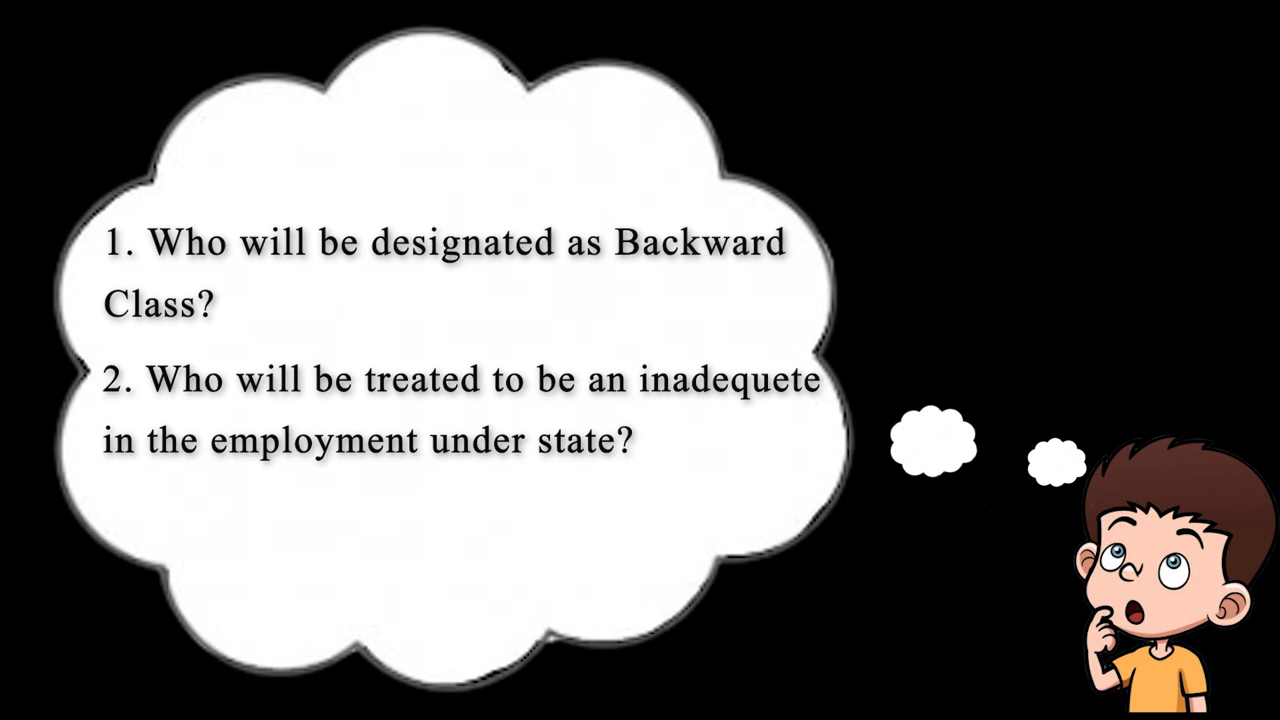 1. Who will be designated as Backward
Class?
2. Who will be treated to be an inadequete
in the employment under state?